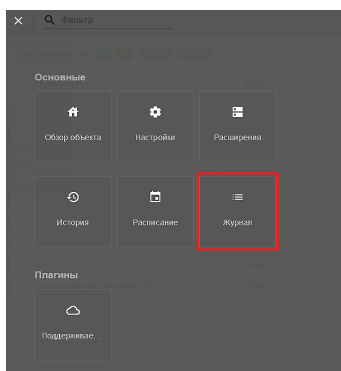 Фильтр
Основные
Обзор объекта
Настройки
Расширения
История
Расписание
Журнал
Плагины
Поддерживае...